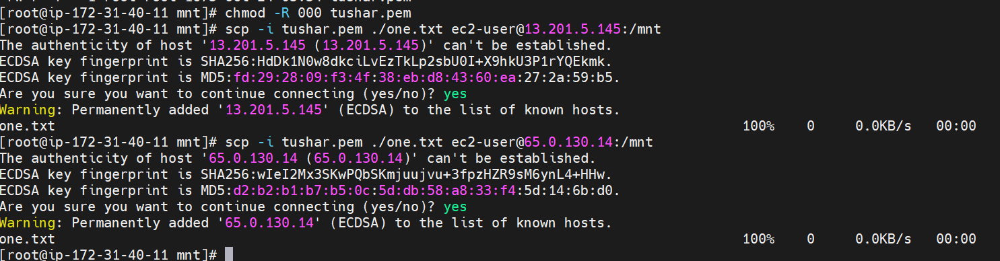 [root@ip-172-31-40-11 mnt]# chmod -R 000 tushar.pem
[root@ip-172-31-40-11 mnt]# scp -i tushar.pem ./one.txt ec2-user@13.201.5.145:/mnt
The authenticity of host '13.201.5.145 (13.201.5.145)' can't be established.
ECDSA key fingerprint is SHA256:HdDk1N0w8dkciLvEzTkLp2sbU0I+X9hkU3P1rYQEkmk.
ECDSA key fingerprint is MD5:fd:29:28:09:f3:4f:38:eb:d8:43:60:ea:27:2a:59:b5.
Are you sure you want to continue connecting (yes/no)? yes
Warning: Permanently added '13.201.5.145' (ECDSA) to the list of known hosts.
one.txt 100% 0 0.0KB/s 00:00
[root@ip-172-31-40-11 mnt]# scp -i tushar.pem ./one.txt ec2-user@65.0.130.14:/mnt
The authenticity of host '65.0.130.14 (65.0.130.14)' can't be established.
ECDSA key fingerprint is SHA256:wIeI2Mx3SKwPQbSKmjuujvu+3fpzHZR9sM6ynL4+HHw.
ECDSA key fingerprint is MD5:d2:b2:b1:b7:b5:0c:5d:db:58:a8:33:f4:5d:14:6b:d0.
Are you sure you want to continue connecting (yes/no)? yes
Warning: Permanently added '65.0.130.14' (ECDSA) to the list of known hosts.
one.txt 100% 0 0.0KB/s 00:00
[root@ip-172-31-40-11 mnt]#